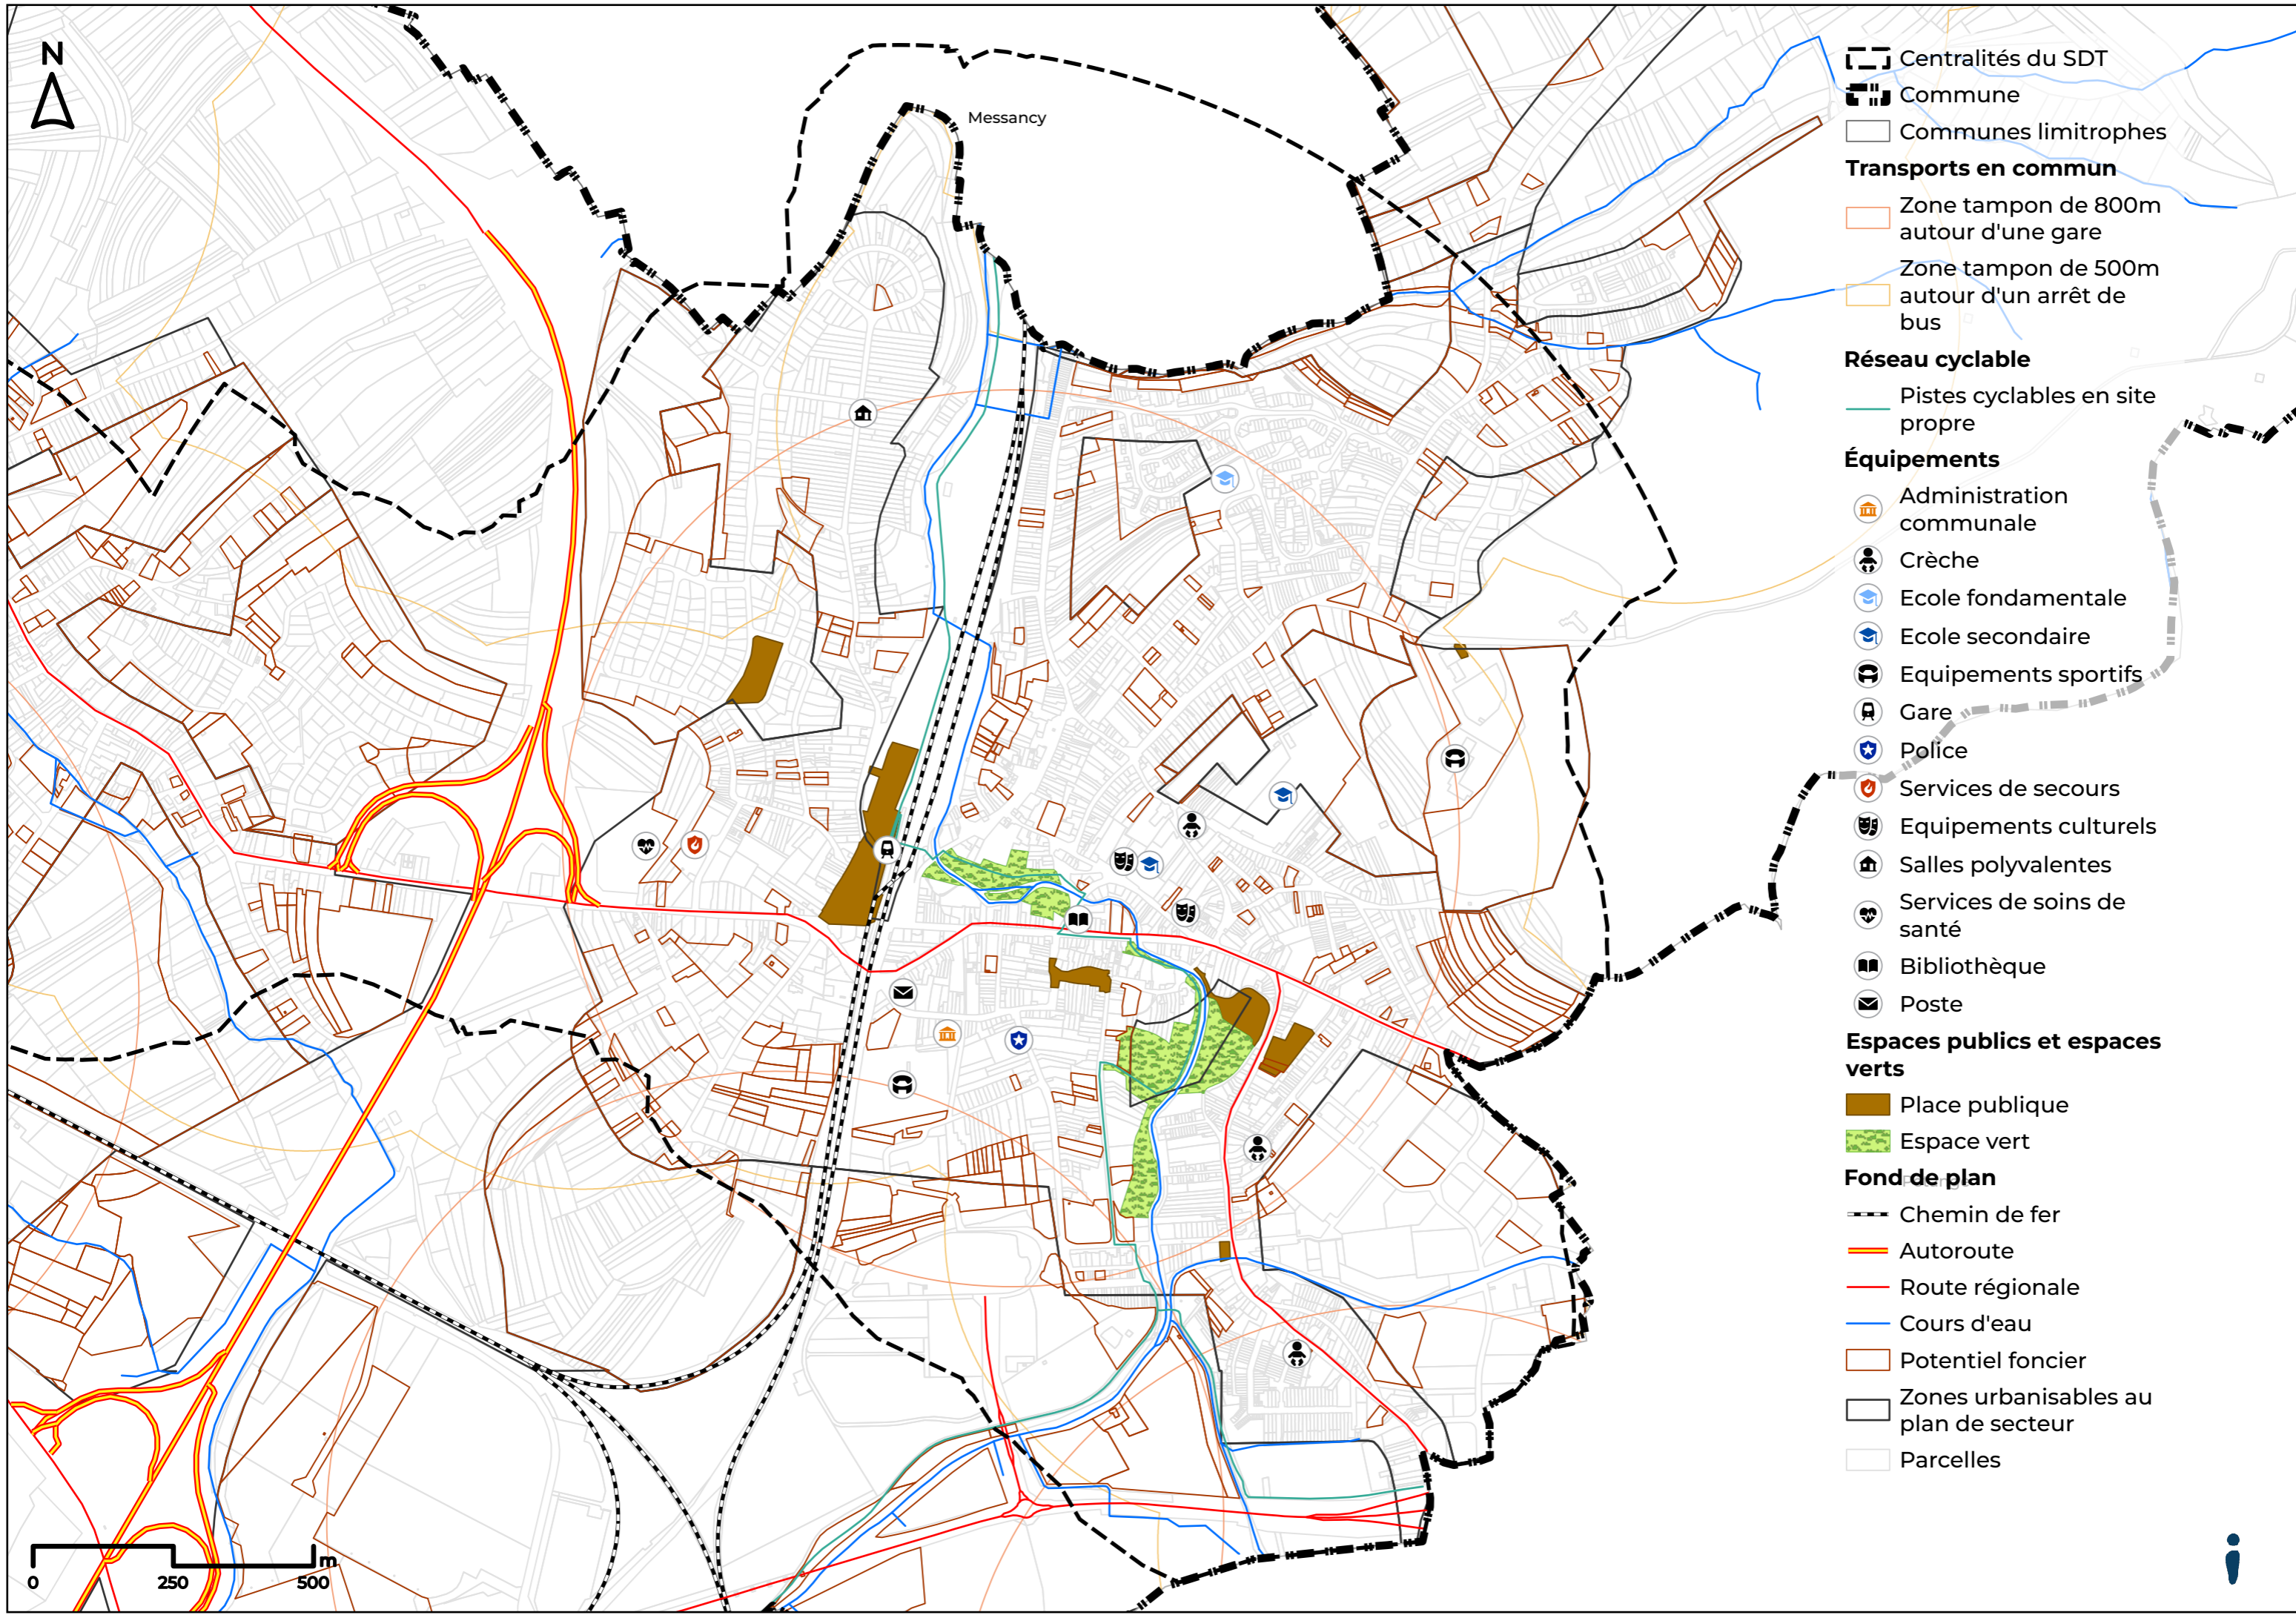 N
Messancy
Centralités du SDT
Commune
Communes limitrophes
Transports en commun
Zone tampon de 800m
autour d'une gare
Zone tampon de 500m
autour d'un arrêt de
bus
Réseau cyclable
Pistes cyclables en site
propre
Équipements
Administration
communale
Crèche
Ecole fondamentale
Ecole secondaire
Equipements sportifs
Gare
Police
Services de secours
Equipements culturels
Salles polyvalentes
Services de soins de
santé
Bibliothèque
Poste
Espaces publics et espaces
verts
Place publique
Espace vert
Fond de plan
Chemin de fer
Autoroute
Route régionale
Cours d'eau
Potentiel foncier
Zones urbanisables au
plan de secteur
Parcelles
m
0 250 500